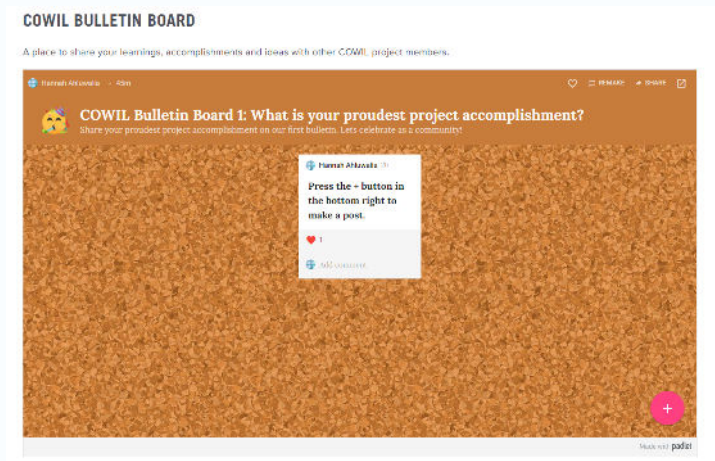 COWIL BULLETIN BOARD
A place to share your learnings, accomplishments and ideas with other COWIL project members.
Hannah Ahluwalia • 45m
REMAKE SHARE
COWIL Bulletin Board 1: What is your proudest project accomplishment?
Share your proudest project accomplishment on our first bulletin. Lets celebrate as a community!
Hannah Ahluwalia
Press the + button in
the bottom right to
make a post.
1
Add comment
Made with padlet